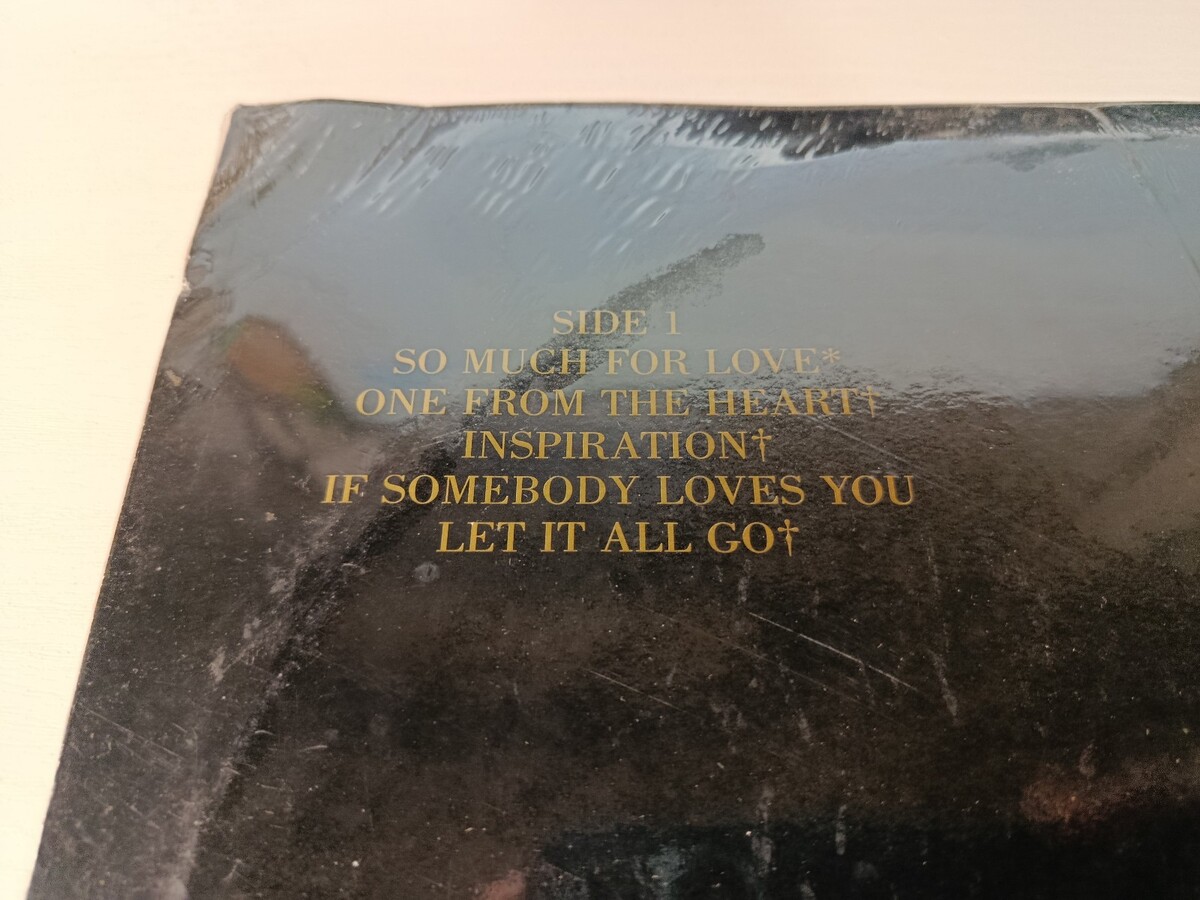 SIDE 1
SO MUCH FOR LOVE*
ONE FROM THE HEART†
INSPIRATION†
IF SOMEBODY LOVES YOU
LET IT ALL GO†